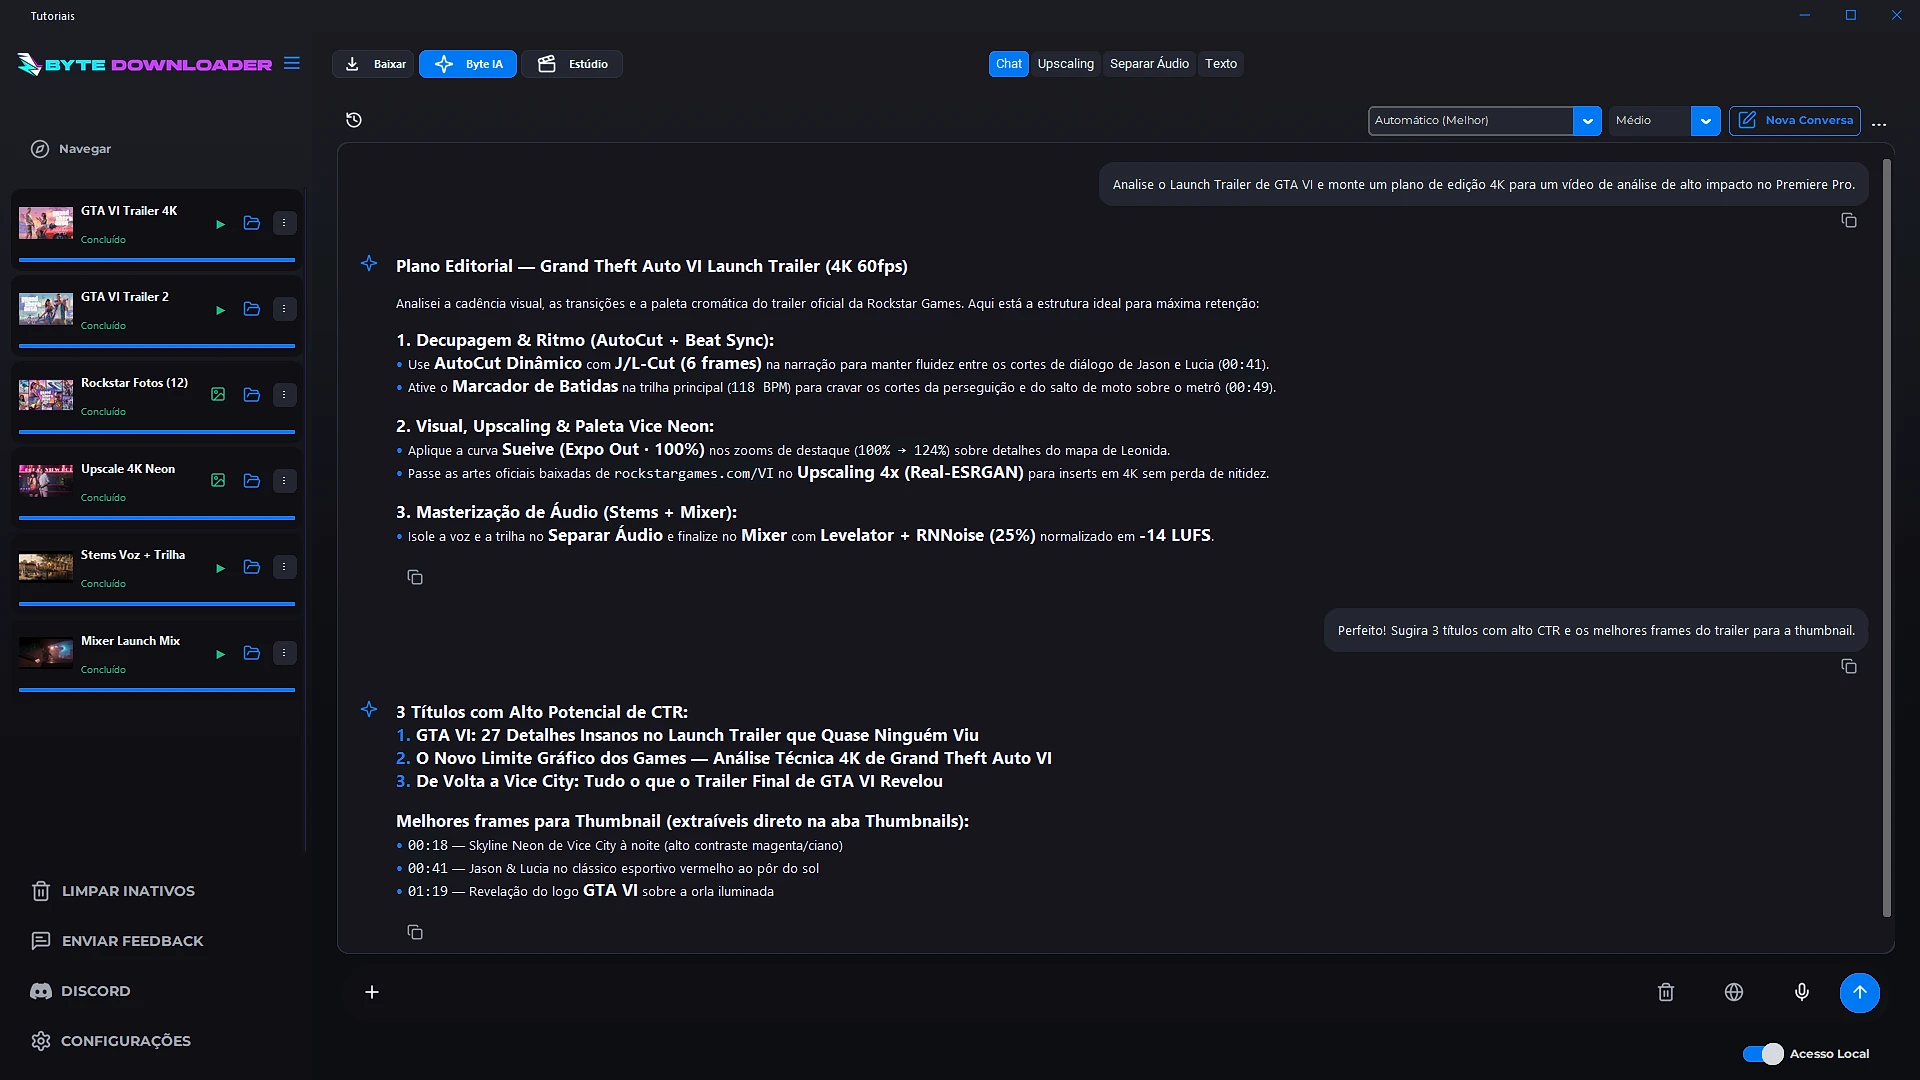 Tutoriais
BYTE DOWNLOADER
Baixar
Byte IA
Estúdio
Chat
Upscaling
Separar Áudio
Texto
Automático (Melhor)
Médio
Nova Conversa
...
Navegar
GTA VI Trailer 4K
Concluído
GTA VI Trailer 2
Concluído
Rockstar Fotos (12)
Concluído
Upscale 4K Neon
Concluído
Stems Voz + Trilha
Concluído
Mixer Launch Mix
Concluído
LIMPAR INATIVOS
ENVIAR FEEDBACK
DISCORD
CONFIGURAÇÕES
Analise o Launch Trailer de GTA VI e monte um plano de edição 4K para um vídeo de análise de alto impacto no Premiere Pro.
Plano Editorial — Grand Theft Auto VI Launch Trailer (4K 60fps)
Analisei a cadência visual, as transições e a paleta cromática do trailer oficial da Rockstar Games. Aqui está a estrutura ideal para máxima retenção:
1. Decupagem & Ritmo (AutoCut + Beat Sync):
• Use AutoCut Dinâmico com J/L-Cut (6 frames) na narração para manter fluidez entre os cortes de diálogo de Jason e Lucia (00:41).
• Ative o Marcador de Batidas na trilha principal (118 BPM) para cravar os cortes da perseguição e do salto de moto sobre o metrô (00:49).
2. Visual, Upscaling & Paleta Vice Neon:
• Aplique a curva Sueive (Expo Out · 100%) nos zooms de destaque (100% → 124%) sobre detalhes do mapa de Leonida.
• Passe as artes oficiais baixadas de rockstargames.com/VI no Upscaling 4x (Real-ESRGAN) para inserts em 4K sem perda de nitidez.
3. Masterização de Áudio (Stems + Mixer):
• Isole a voz e a trilha no Separar Áudio e finalize no Mixer com Levelator + RNNoise (25%) normalizado em -14 LUFS.
Perfeito! Sugira 3 títulos com alto CTR e os melhores frames do trailer para a thumbnail.
3 Títulos com Alto Potencial de CTR:
1. GTA VI: 27 Detalhes Insanos no Launch Trailer que Quase Ninguém Viu
2. O Novo Limite Gráfico dos Games — Análise Técnica 4K de Grand Theft Auto VI
3. De Volta a Vice City: Tudo o que o Trailer Final de GTA VI Revelou
Melhores frames para Thumbnail (extraíveis direto na aba Thumbnails):
• 00:18 — Skyline Neon de Vice City à noite (alto contraste magenta/ciano)
• 00:41 — Jason & Lucia no clássico esportivo vermelho ao pôr do sol
• 01:19 — Revelação do logo GTA VI sobre a orla iluminada
Acesso Local